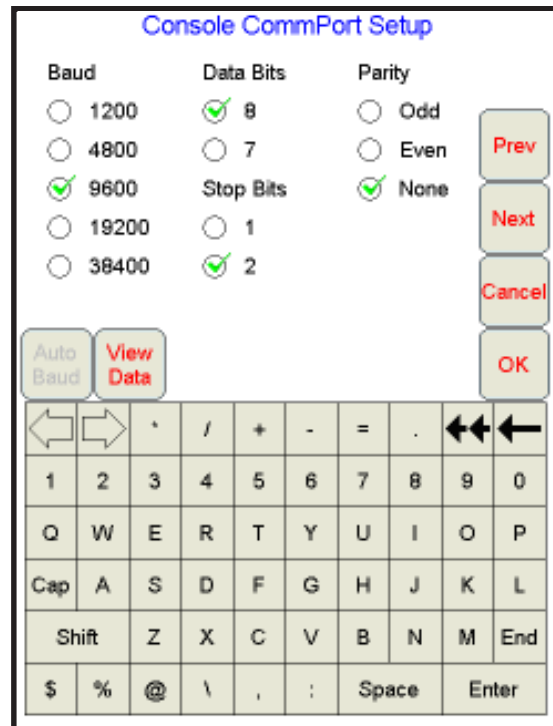 Console CommPort Setup
Baud Data Bits Parity
1200 8 Odd
4800 7 Even
9600 Stop Bits None
19200 1
38400 2
Prev
Next
Cancel
OK
Auto Baud
View Data
* / + - = .
1 2 3 4 5 6 7 8 9 0
Q W E R T Y U I O P
Cap A S D F G H J K L
Shift Z X C V B N M End
$ % @ \ , : Space Enter